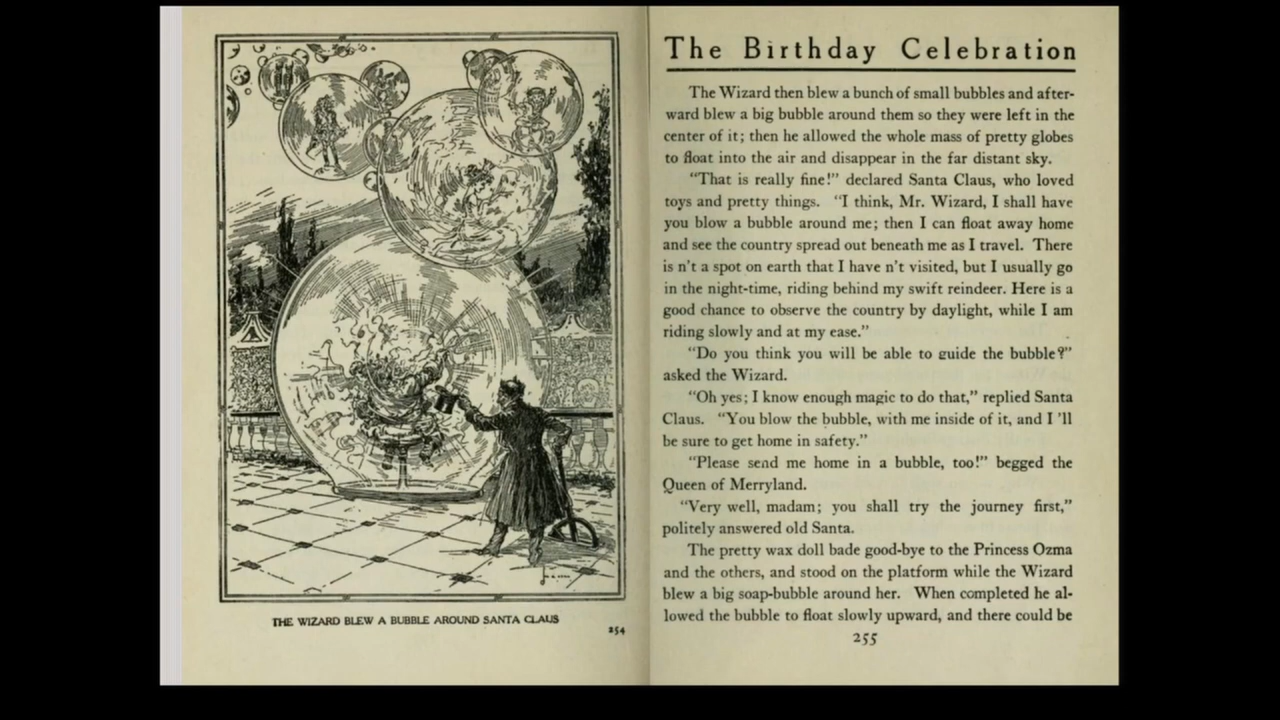 THE WIZARD BLEW A BUBBLE AROUND SANTA CLAUS
254
The Birthday Celebration
The Wizard then blew a bunch of small bubbles and after-
ward blew a big bubble around them so they were left in the
center of it; then he allowed the whole mass of pretty globes
to float into the air and disappear in the far distant sky.
"That is really fine!" declared Santa Claus, who loved
toys and pretty things. "I think, Mr. Wizard, I shall have
you blow a bubble around me; then I can float away home
and see the country spread out beneath me as I travel. There
is n't a spot on earth that I have n't visited, but I usually go
in the night-time, riding behind my swift reindeer. Here is a
good chance to observe the country by daylight, while I am
riding slowly and at my ease."
"Do you think you will be able to guide the bubble?"
asked the Wizard.
"Oh yes; I know enough magic to do that," replied Santa
Claus. "You blow the bubble, with me inside of it, and I 'll
be sure to get home in safety."
"Please send me home in a bubble, too!" begged the
Queen of Merryland.
"Very well, madam; you shall try the journey first,"
politely answered old Santa.
The pretty wax doll bade good-bye to the Princess Ozma
and the others, and stood on the platform while the Wizard
blew a big soap-bubble around her. When completed he al-
lowed the bubble to float slowly upward, and there could be
255